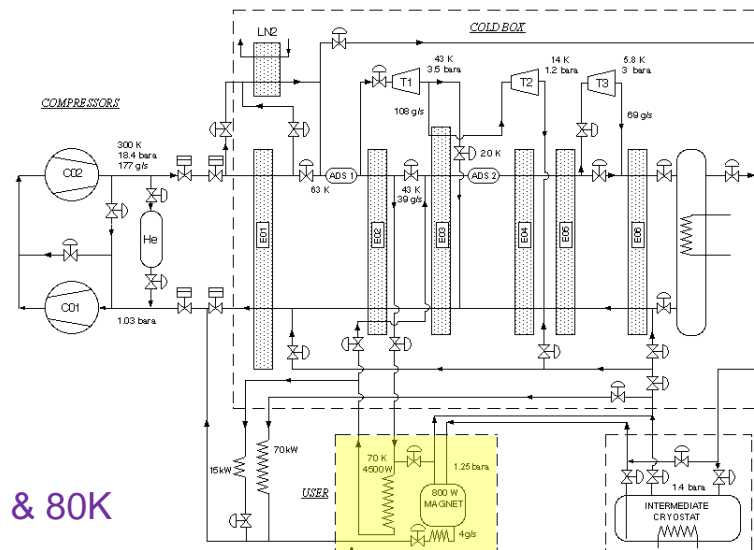 LN2
COLD BOX
43 K
3.5 bara
T1
14 K
1.2 bara
T2
5.8 K
3 bara
T3
COMPRESSORS
108 g/s
69 g/s
300 K
18.4 bara
177 g/s
C02
20 K
ADS 1
ADS 2
63 K
43 K
39 g/s
E01
E02
E03
E04
E05
E06
He
C01
1.03 bara
15kW
70kW
USER
70 K
4500W
1.25 bara
800 W
MAGNET
4g/s
1.4 bara
INTERMEDIATE
CRYOSTAT
& 80K